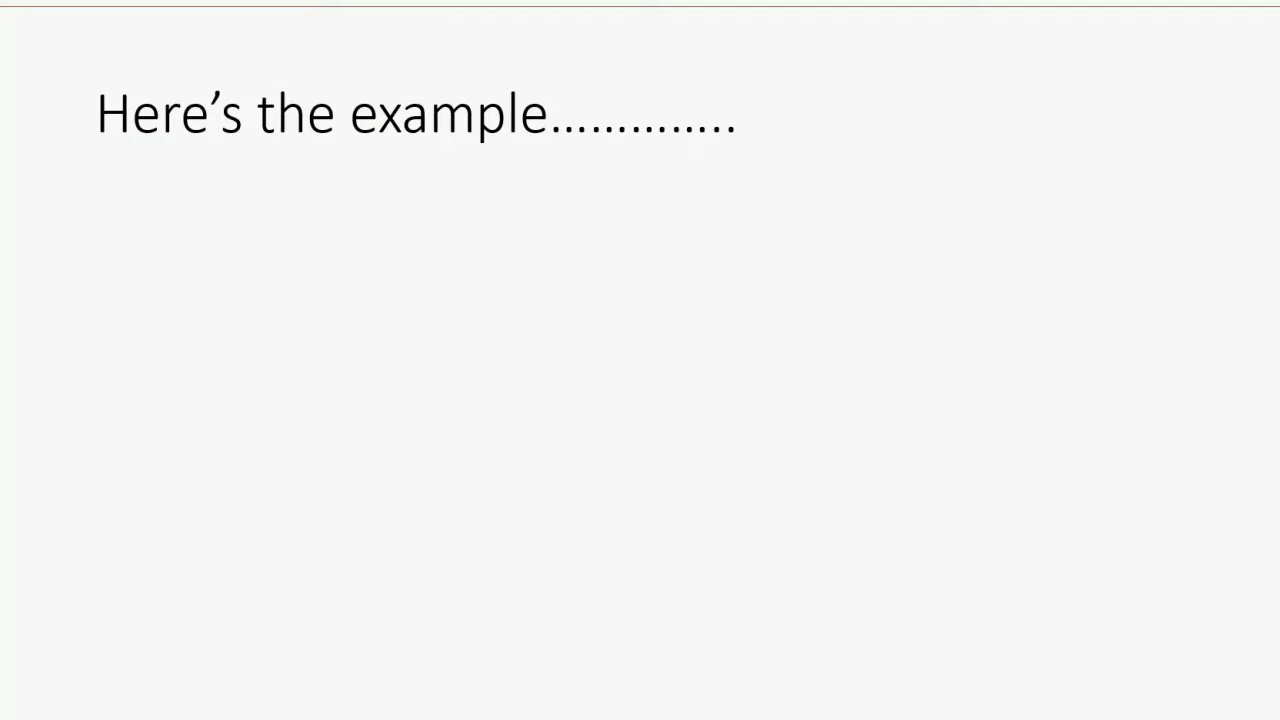 Here’s the example…………..